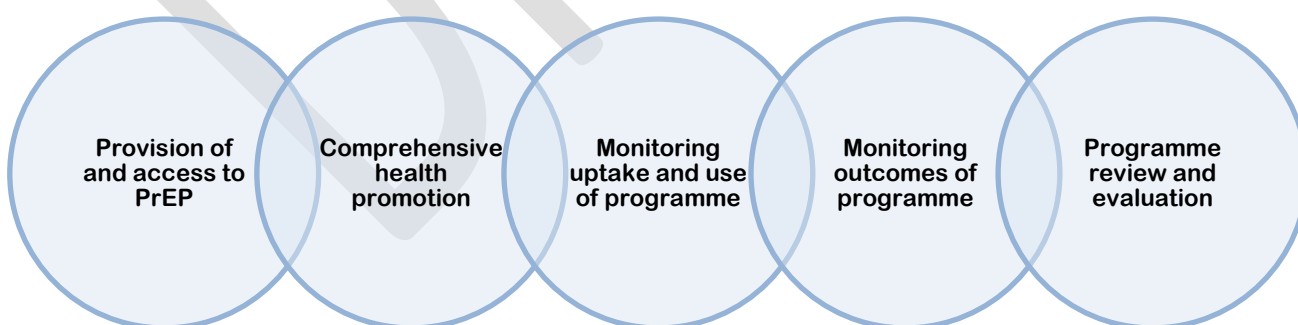 Provision of
and access to
PrEP
Comprehensive
health
promotion
Monitoring
uptake and use
of programme
Monitoring
outcomes of
programme
Programme
review and
evaluation